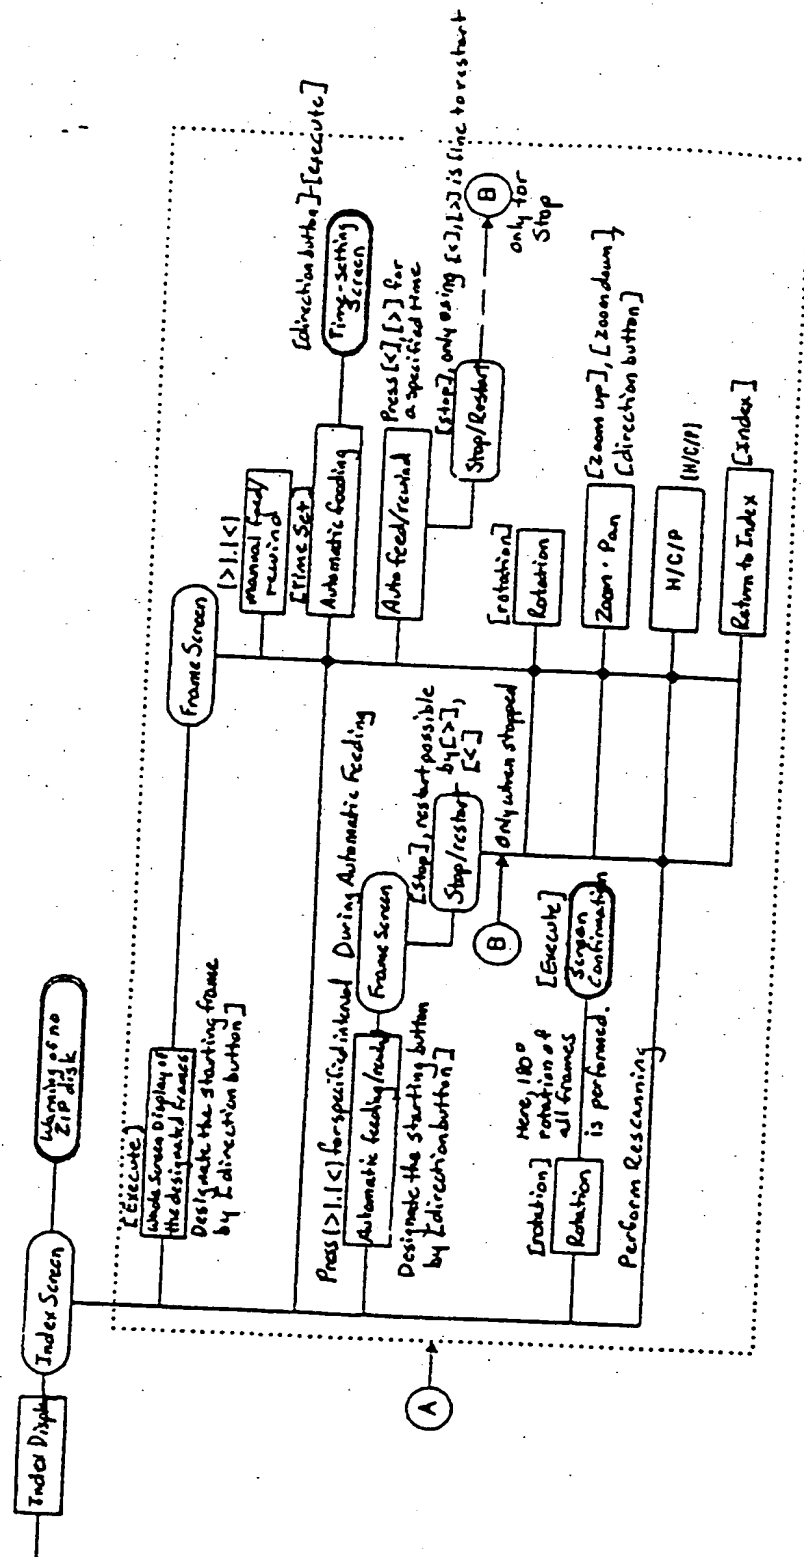 Index Display
Index Screen
Warning of no
ZIP disk
[Execute]
Whole Screen Display of
the designated frames
Designate the starting frame
by [direction button]
Frame Screen
[>].[<]
manual feed/
rewind
[Time Set]
Automatic feeding
[direction button]-[execute]
Time-setting
Screen
Press [<],[>] for
a specified time
Auto feed/rewind
[stop], only using [<],[>] is fine to restart
Stop/Restart
B
only for
Stop
[rotation]
Rotation
[zoom up],[zoom down],
[direction button]
Zoom · Pan
[H/C/P]
H/C/P
[Index]
Return to Index
Press [>].[<] for specified interval
During Automatic Feeding
Automatic feeding/
Designate the starting button
by [direction button]
Frame Screen
[Stop], restart possible
by [>],
[<]
Stop/restart
only when stopped
B
[rotation]
Rotation
Here, 180°
rotation of
all frames
is performed.
[Execute]
Screen
Confirmation
Perform Rescanning
A